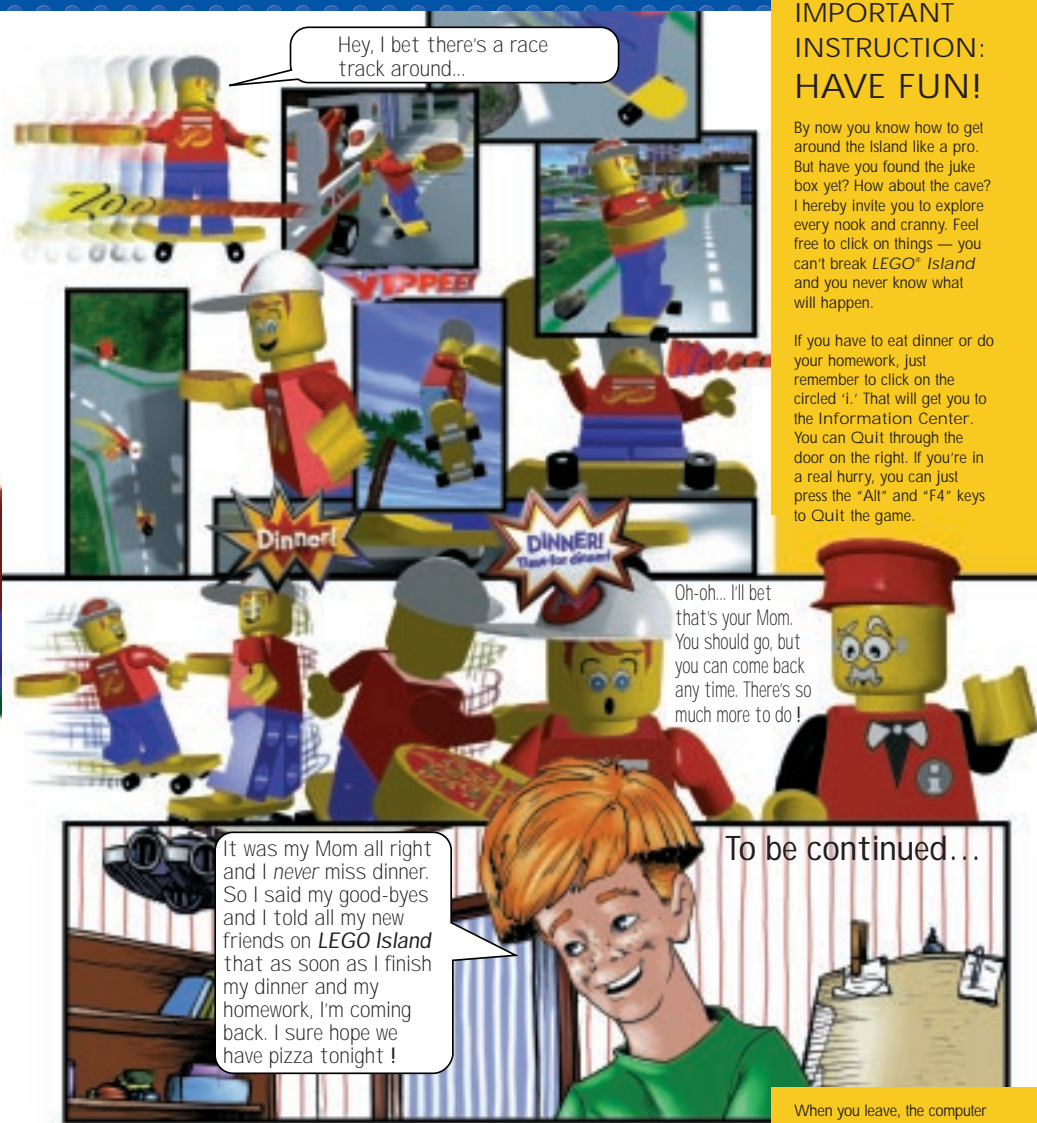 Hey, I bet there's a race
track around...
YIPPEE!
Dinner!
DINNER!
Time for dinner!
Oh-oh... I'll bet
that's your Mom.
You should go, but
you can come back
any time. There's so
much more to do !
It was my Mom all right
and I never miss dinner.
So I said my good-byes
and I told all my new
friends on LEGO Island
that as soon as I finish
my dinner and my
homework, I'm coming
back. I sure hope we
have pizza tonight !
To be continued...
IMPORTANT
INSTRUCTION:
HAVE FUN!
By now you know how to get
around the Island like a pro.
But have you found the juke
box yet? How about the cave?
I hereby invite you to explore
every nook and cranny. Feel
free to click on things — you
can't break LEGO® Island
and you never know what
will happen.
If you have to eat dinner or do
your homework, just
remember to click on the
circled ‘i.’ That will get you to
the Information Center.
You can Quit through the
door on the right. If you're in
a real hurry, you can just
press the “Alt” and “F4” keys
to Quit the game.
When you leave, the computer